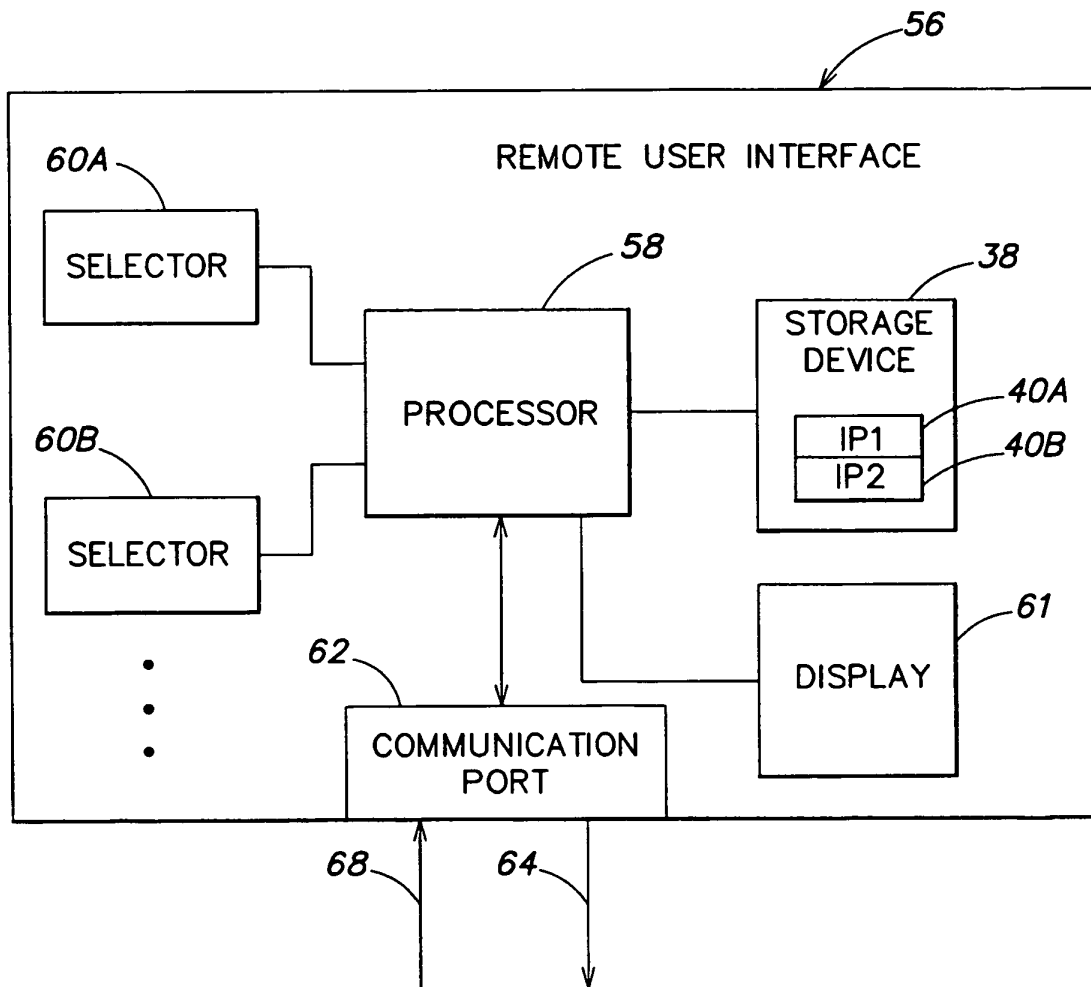 56
REMOTE USER INTERFACE
60A
SELECTOR
58
PROCESSOR
38
STORAGE
DEVICE
40A
IP1
40B
IP2
60B
SELECTOR
61
DISPLAY
62
COMMUNICATION
PORT
68
64